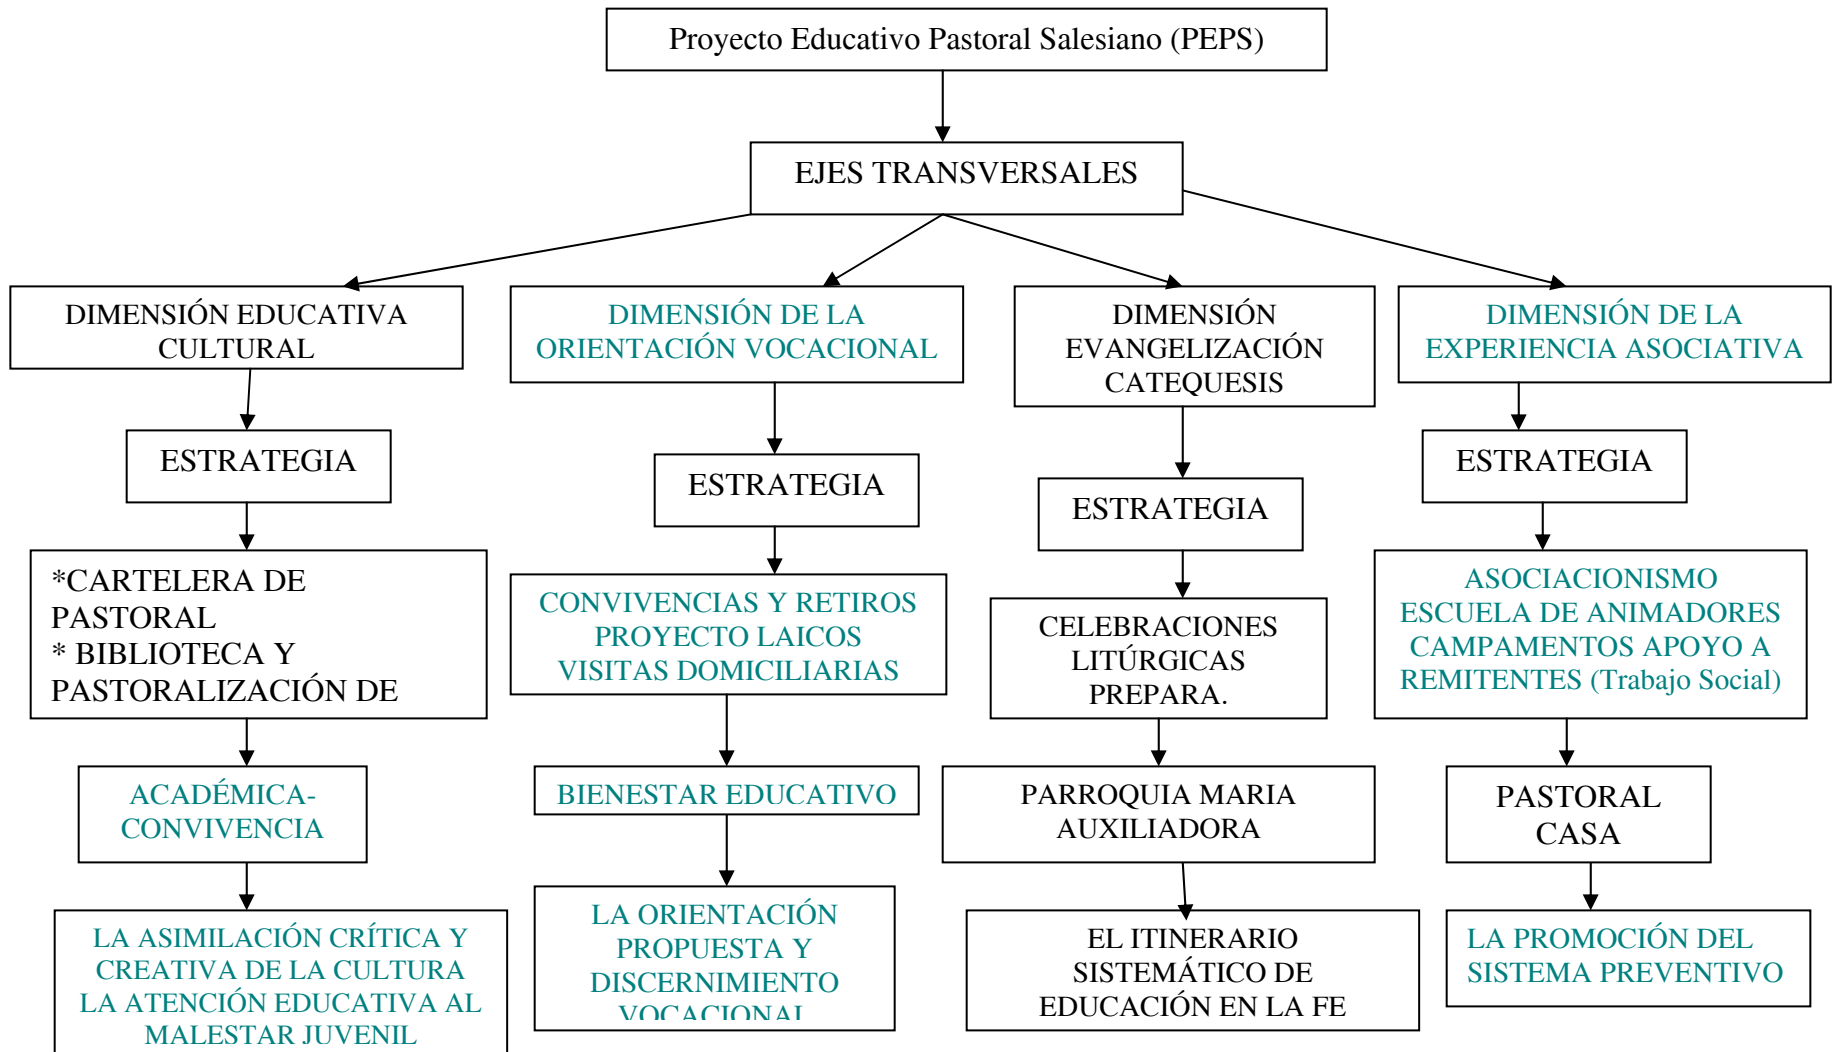 Proyecto Educativo Pastoral Salesiano (PEPS)
EJES TRANSVERSALES
DIMENSIÓN EDUCATIVA
CULTURAL
DIMENSIÓN DE LA
ORIENTACIÓN VOCACIONAL
DIMENSIÓN
EVANGELIZACIÓN
CATEQUESIS
DIMENSIÓN DE LA
EXPERIENCIA ASOCIATIVA
ESTRATEGIA
ESTRATEGIA
ESTRATEGIA
ESTRATEGIA
*CARTELERA DE
PASTORAL
* BIBLIOTECA Y
PASTORALIZACIÓN DE
CONVIVENCIAS Y RETIROS
PROYECTO LAICOS
VISITAS DOMICILIARIAS
CELEBRACIONES
LITÚRGICAS
PREPARA.
ASOCIACIONISMO
ESCUELA DE ANIMADORES
CAMPAMENTOS APOYO A
REMITENTES (Trabajo Social)
ACADÉMICA-
CONVIVENCIA
BIENESTAR EDUCATIVO
PARROQUIA MARIA
AUXILIADORA
PASTORAL
CASA
LA ASIMILACIÓN CRÍTICA Y
CREATIVA DE LA CULTURA
LA ATENCIÓN EDUCATIVA AL
MALESTAR JUVENIL
LA ORIENTACIÓN
PROPUESTA Y
DISCERNIMIENTO
VOCACIONAL
EL ITINERARIO
SISTEMÁTICO DE
EDUCACIÓN EN LA FE
LA PROMOCIÓN DEL
SISTEMA PREVENTIVO